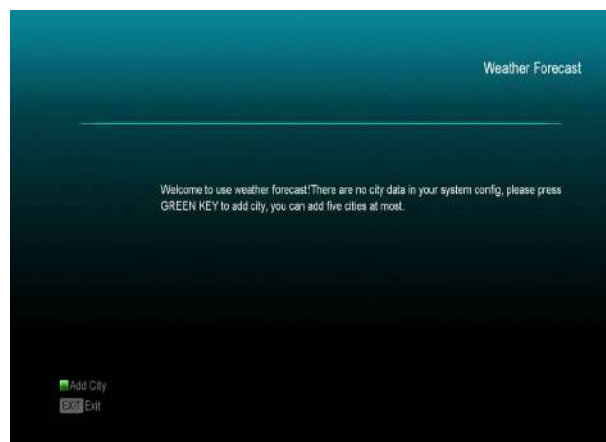 Weather Forecast
Welcome to use weather forecast!There are no city data in your system config, please press
GREEN KEY to add city, you can add five cities at most.
Add City
EXIT Exit